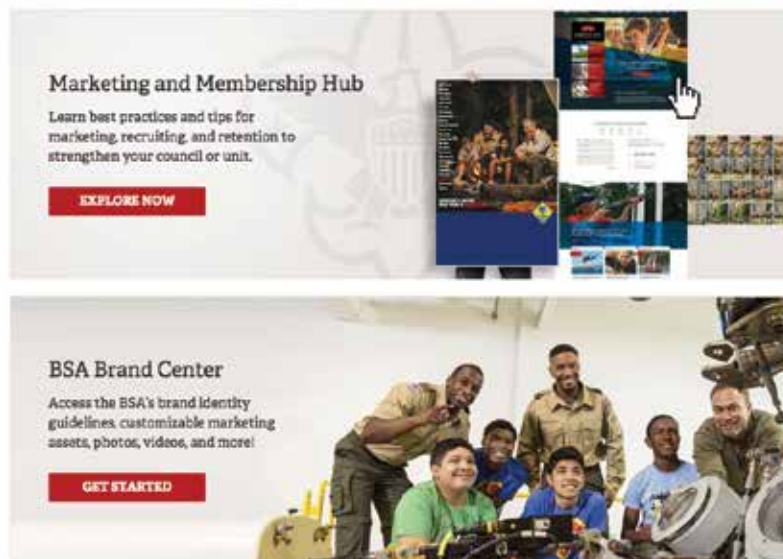 Marketing and Membership Hub
Learn best practices and tips for
marketing, recruiting, and retention to
strengthen your council or unit.
EXPLORE NOW
BSA Brand Center
Access the BSA's brand identity
guidelines, customizable marketing
assets, photos, videos, and more!
GET STARTED